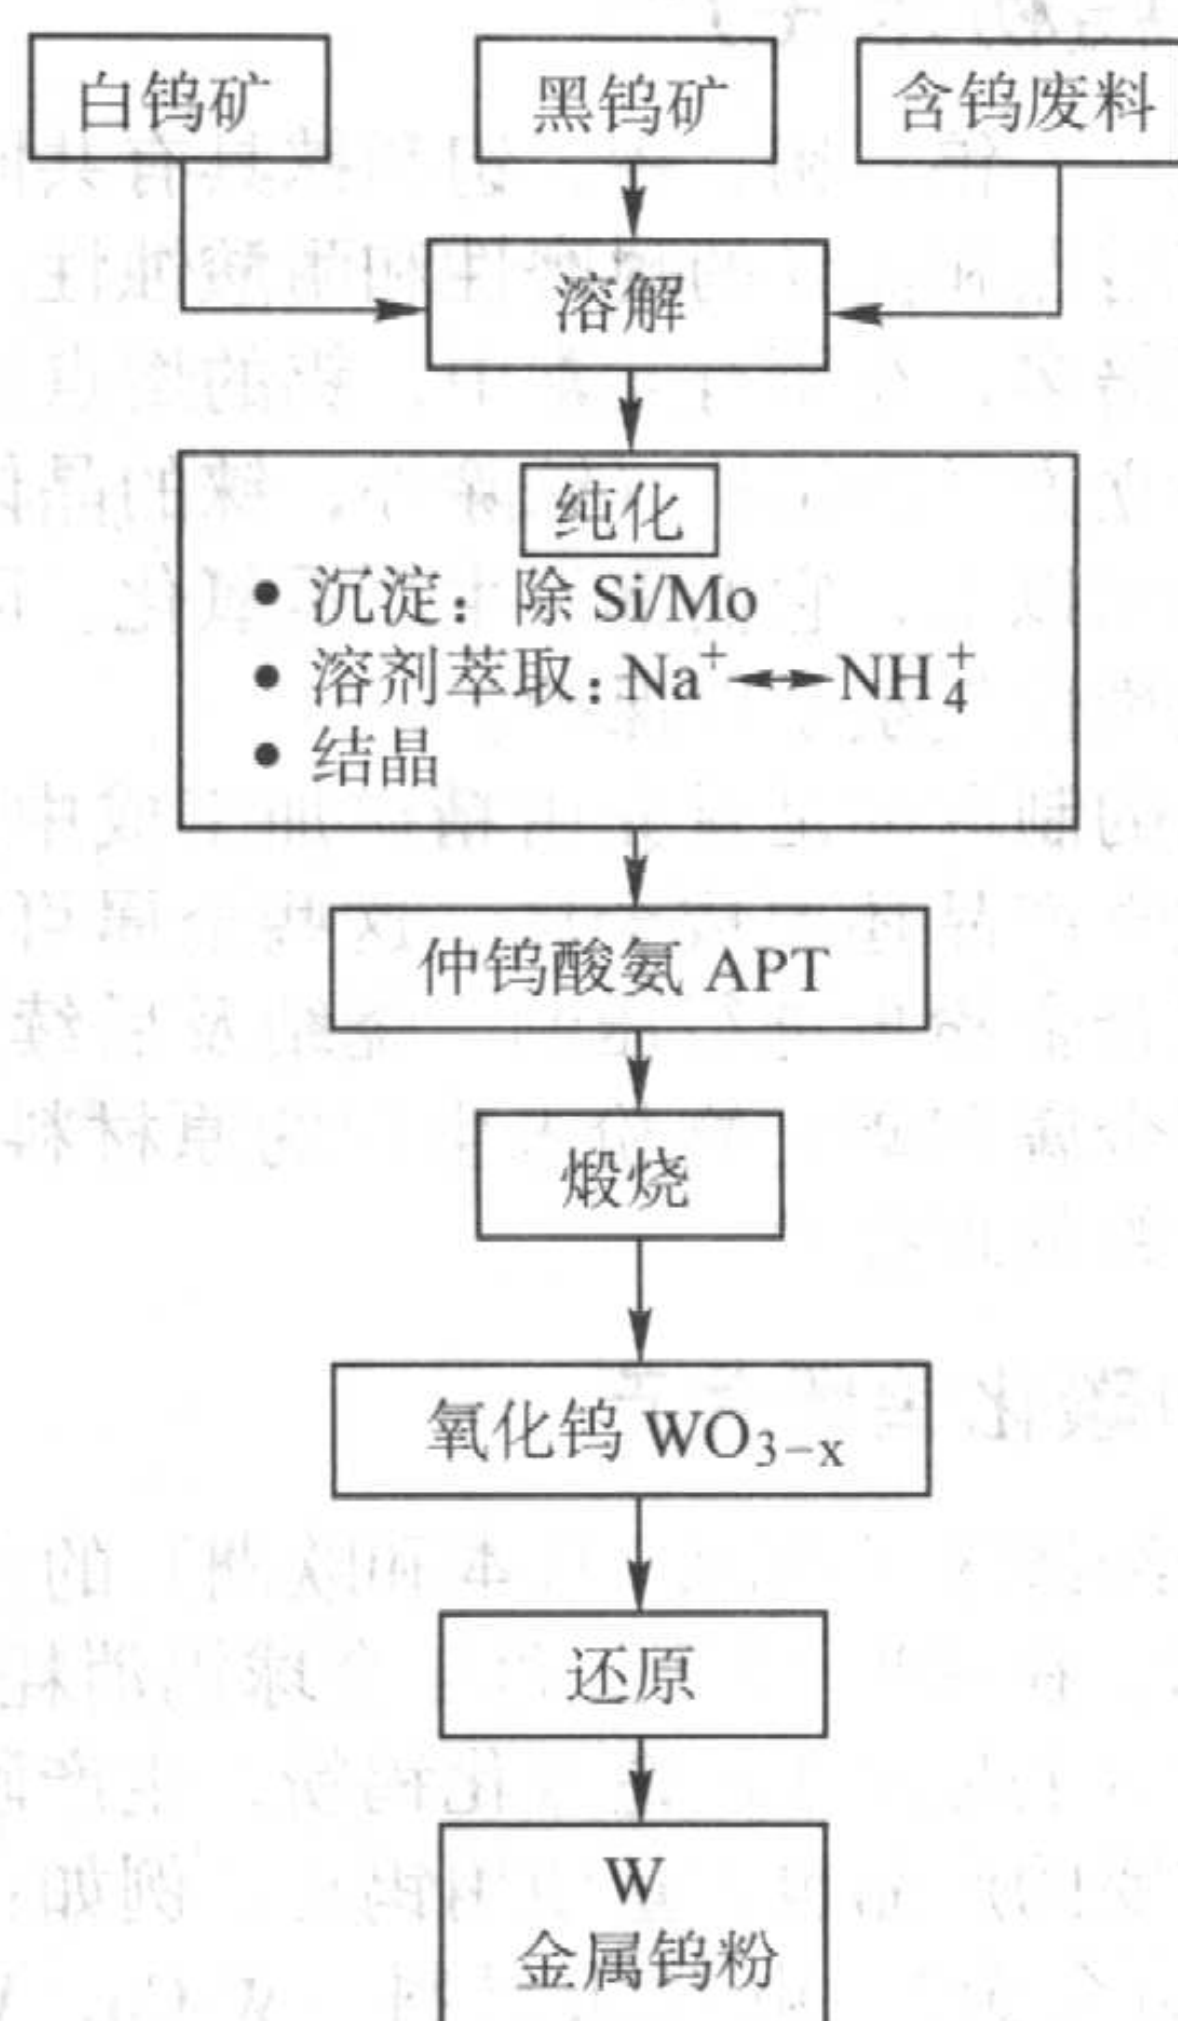 白钨矿
黑钨矿
含钨废料
溶解
纯化
• 沉淀：除 Si/Mo
• 溶剂萃取：Na⁺↔NH₄⁺
• 结晶
仲钨酸氨 APT
煅烧
氧化钨 WO₃₋ₓ
还原
W
金属钨粉